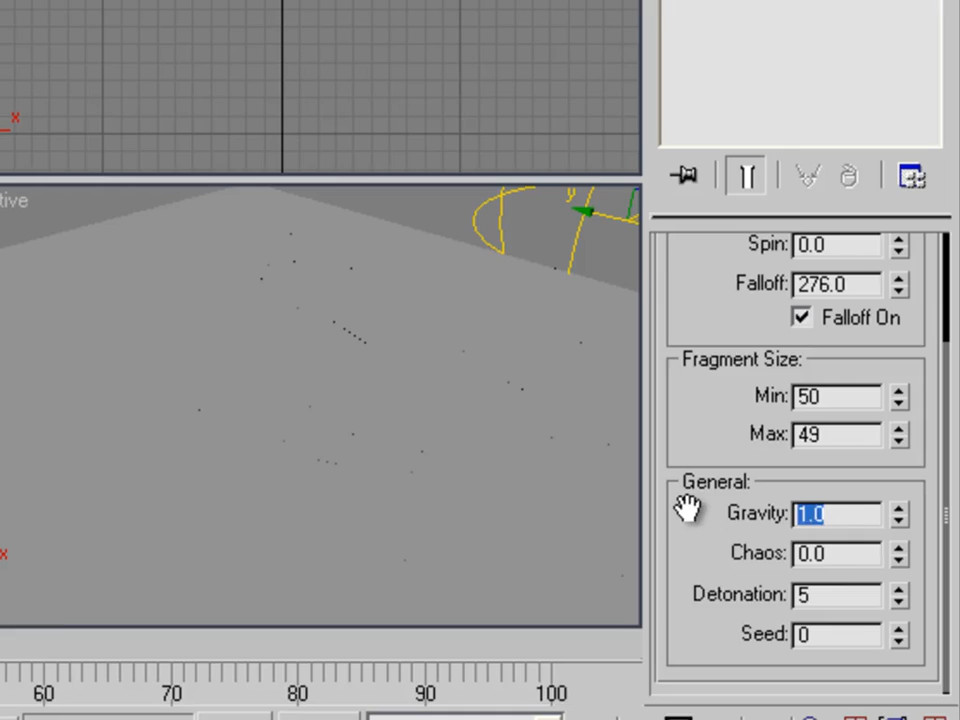 x
tive
y
x
Spin: 0.0
Falloff: 276.0
Falloff On
Fragment Size:
Min: 50
Max: 49
General:
Gravity: 1.0
Chaos: 0.0
Detonation: 5
Seed: 0
60 70 80 90 100